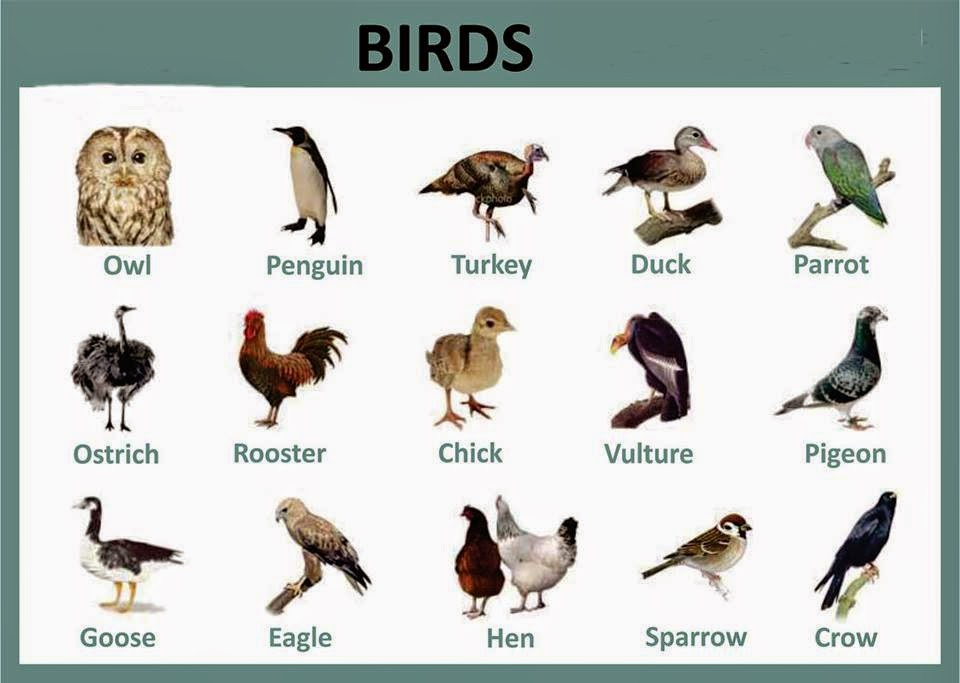 BIRDS
Owl Penguin Turkey Duck Parrot
Ostrich Rooster Chick Vulture Pigeon
Goose Eagle Hen Sparrow Crow